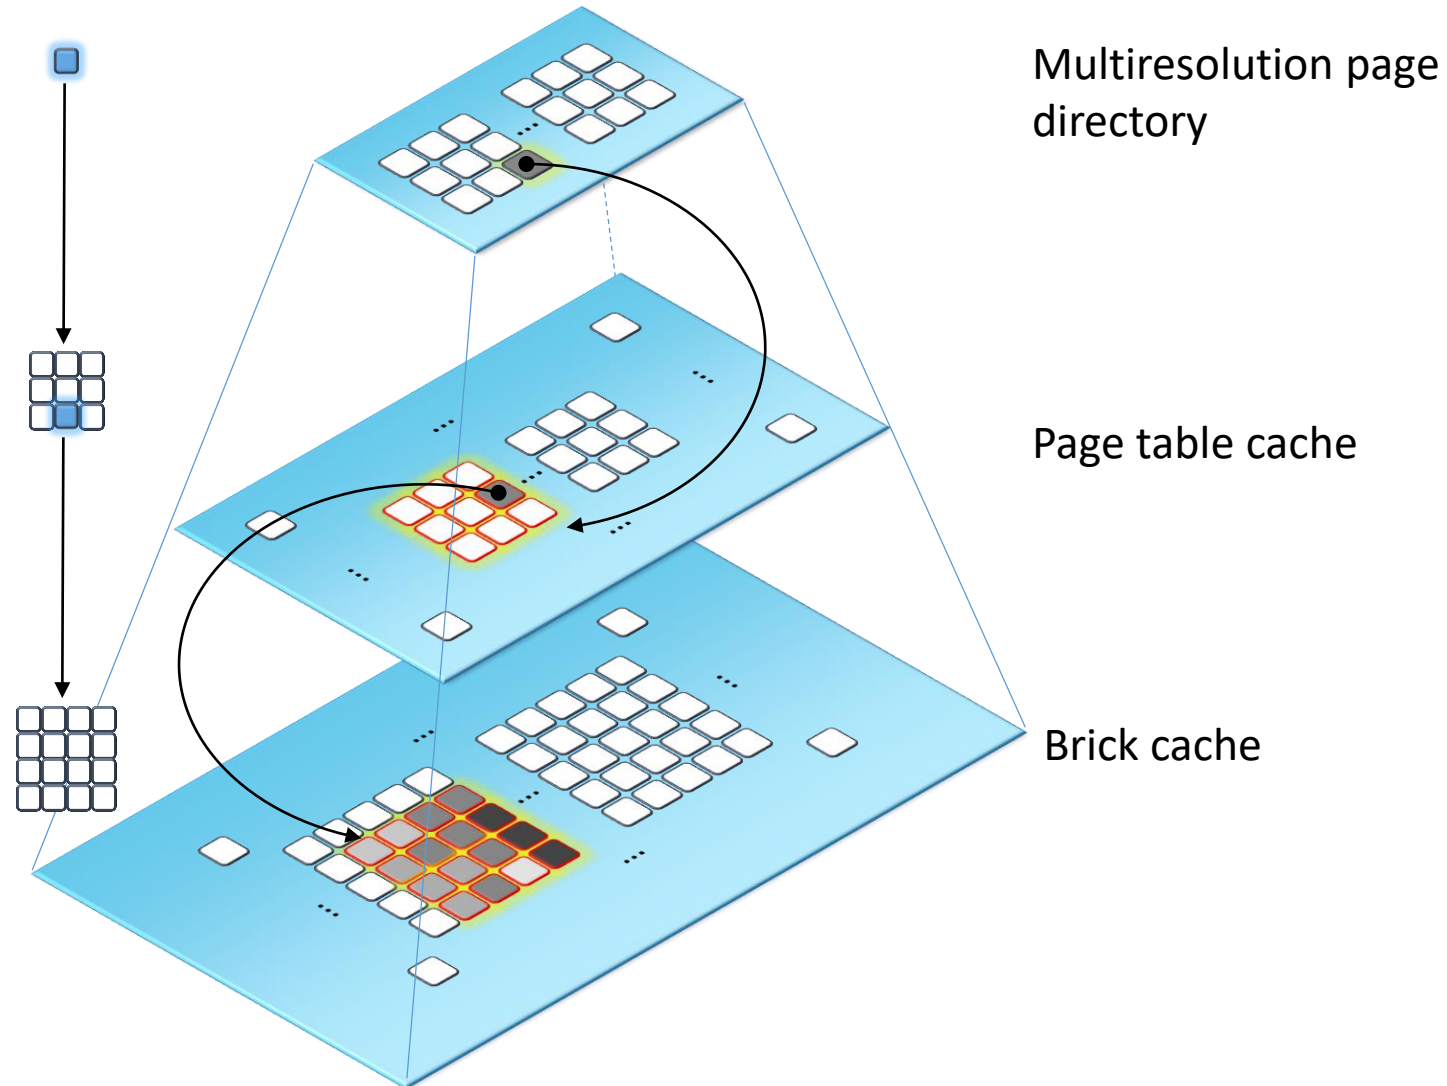 Multiresolution page
directory
Page table cache
Brick cache